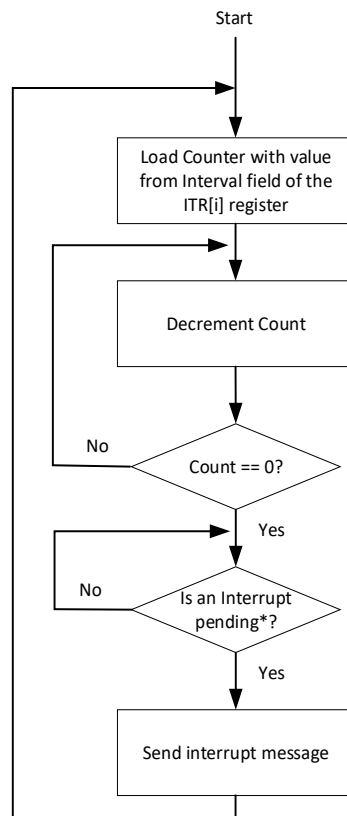 Start
Load Counter with value
from Interval field of the
ITR[i] register
Decrement Count
No
Count == 0?
Yes
No
Is an Interrupt
pending*?
Yes
Send interrupt message